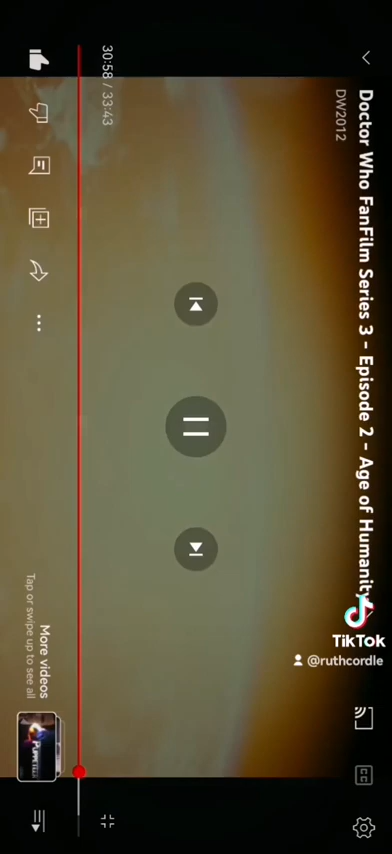 Doctor Who FanFilm Series 3 - Episode 2 - Age of Humanity
DW2012
30:58 / 33:43
More videos
Tap or swipe up to see all
TikTok
@ruthcordle
CC